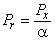 P_r = P_x / α